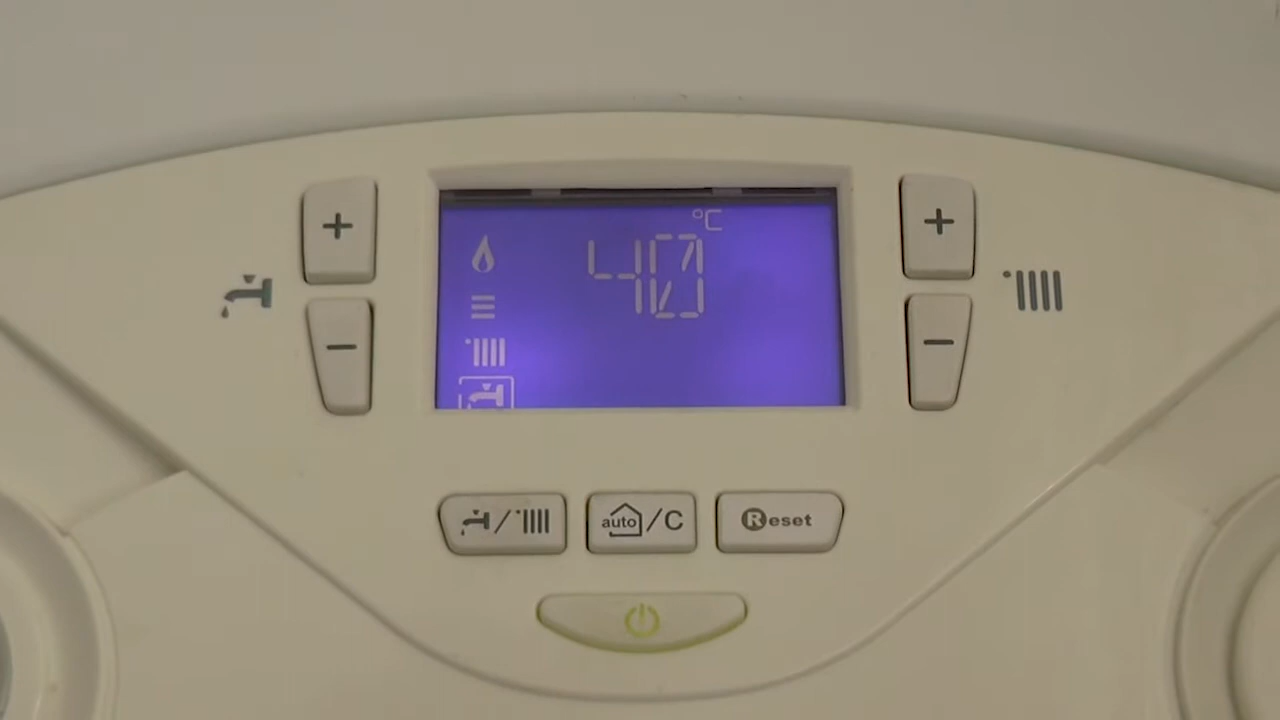 °C
40
+
+
−
−
/
auto/C
Reset